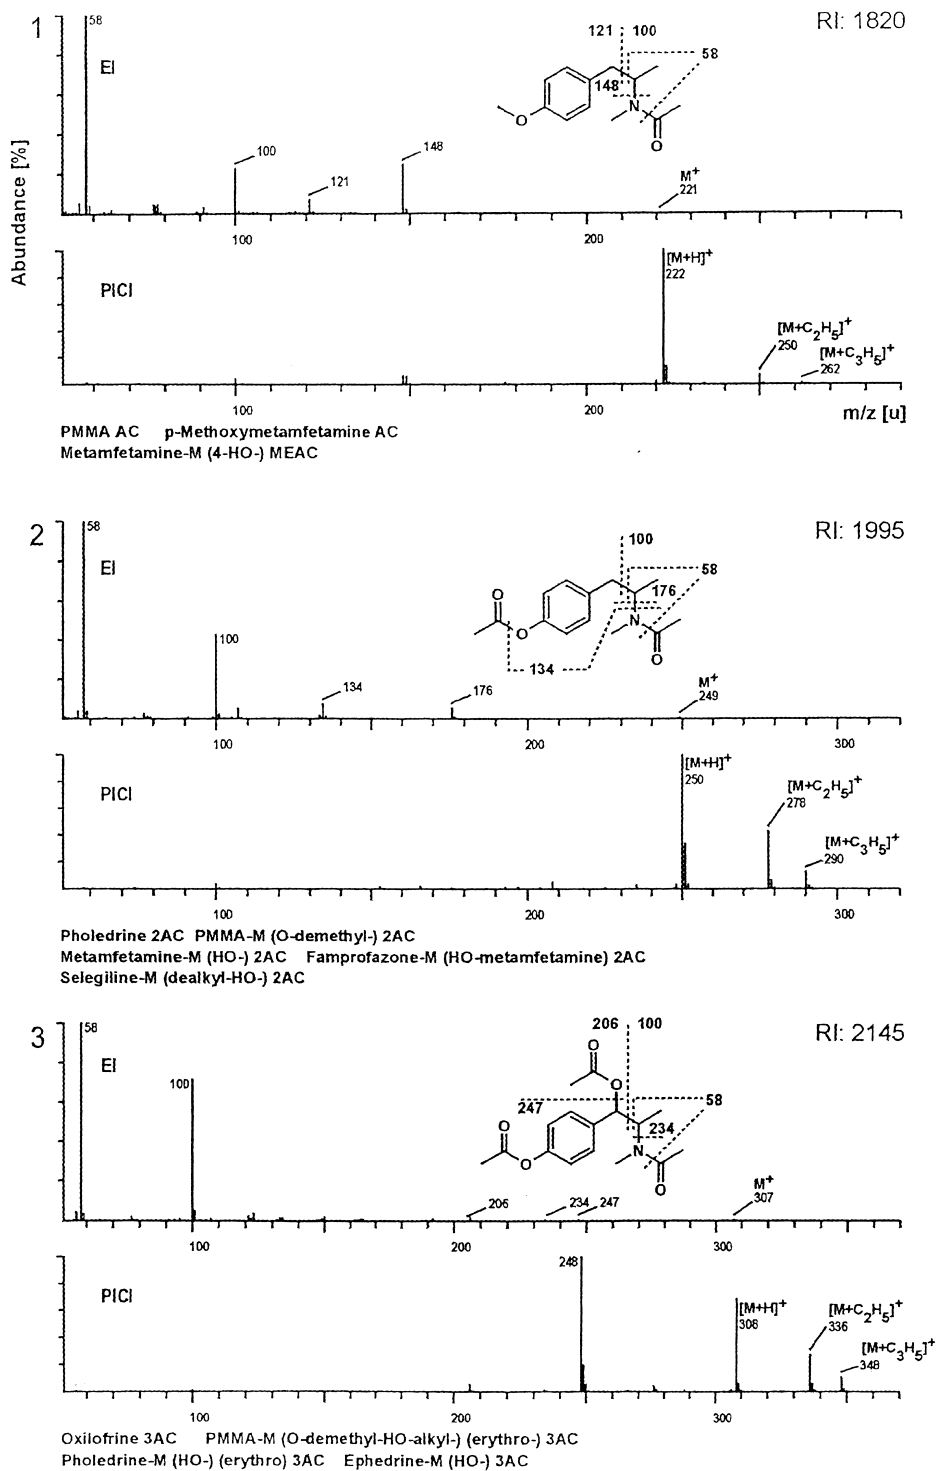 1
RI: 1820
58
EI
121 100
58
148
N
O
O
100
121
148
M+
221
Abundance [%]
100
200
PICI
[M+H]+
222
[M+C2H5]+
250
[M+C3H5]+
262
100
200
m/z [u]
PMMA AC p-Methoxymetamfetamine AC
Metamfetamine-M (4-HO-) MEAC
2
RI: 1995
58
EI
100
58
176
O
O
N
O
134
100
134
176
M+
249
100
200
300
PICI
[M+H]+
250
[M+C2H5]+
278
[M+C3H5]+
290
100
200
300
Pholedrine 2AC PMMA-M (O-demethyl-) 2AC
Metamfetamine-M (HO-) 2AC Famprofazone-M (HO-metamfetamine) 2AC
Selegiline-M (dealkyl-HO-) 2AC
3
RI: 2145
58
EI
206 100
O
O
247
58
234
O
O
N
O
100
206
234
247
M+
307
100
200
300
PICI
248
[M+H]+
308
[M+C2H5]+
336
[M+C3H5]+
348
100
200
300
Oxilofrine 3AC PMMA-M (O-demethyl-HO-alkyl-) (erythro-) 3AC
Pholedrine-M (HO-) (erythro) 3AC Ephedrine-M (HO-) 3AC